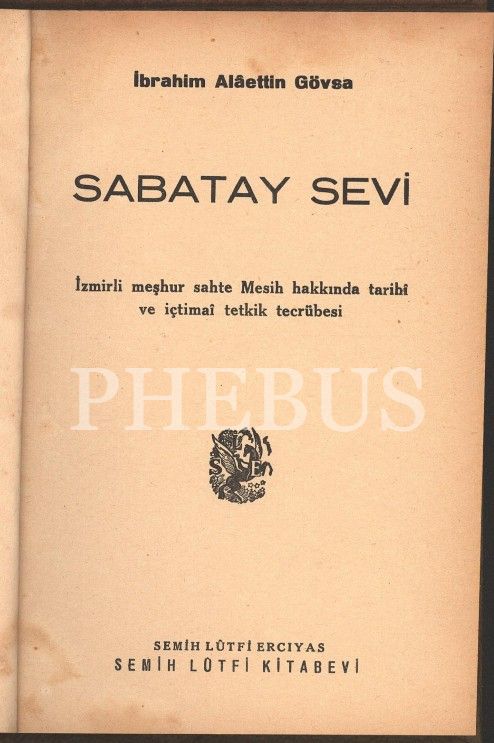 İbrahim Alâettin Gövsa
SABATAY SEVİ
İzmirli meşhur sahte Mesih hakkında tarihî
ve içtimaî tetkik tecrübesi
PHEBUS
S L E
SEMİH LÛTFİ ERCIYAS
SEMİH LÛTFİ KİTABEVİ